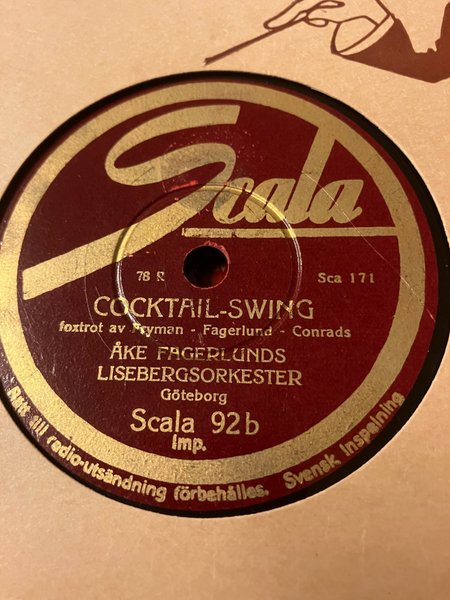 Scala
78 R
Sca 171
COCKTAIL-SWING
foxtrot av Fryman - Fagerlund - Conrads
ÅKE FAGERLUNDS
LISEBERGSORKESTER
Göteborg
Scala 92b
Imp.
Rätt till radio-utsändning förbehålles. Svensk inspelning